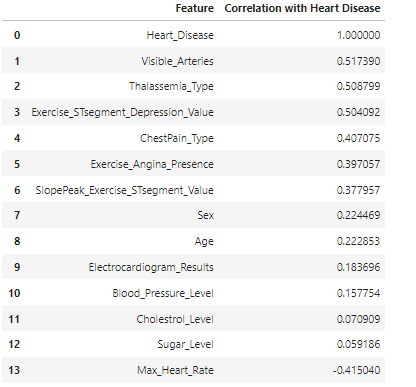 Feature Correlation with Heart Disease
0 Heart_Disease 1.000000
1 Visible_Arteries 0.517390
2 Thalassemia_Type 0.508799
3 Exercise_STsegment_Depression_Value 0.504092
4 ChestPain_Type 0.407075
5 Exercise_Angina_Presence 0.397057
6 SlopePeak_Exercise_STsegment_Value 0.377957
7 Sex 0.224469
8 Age 0.222853
9 Electrocardiogram_Results 0.183696
10 Blood_Pressure_Level 0.157754
11 Cholestrol_Level 0.070909
12 Sugar_Level 0.059186
13 Max_Heart_Rate -0.415040